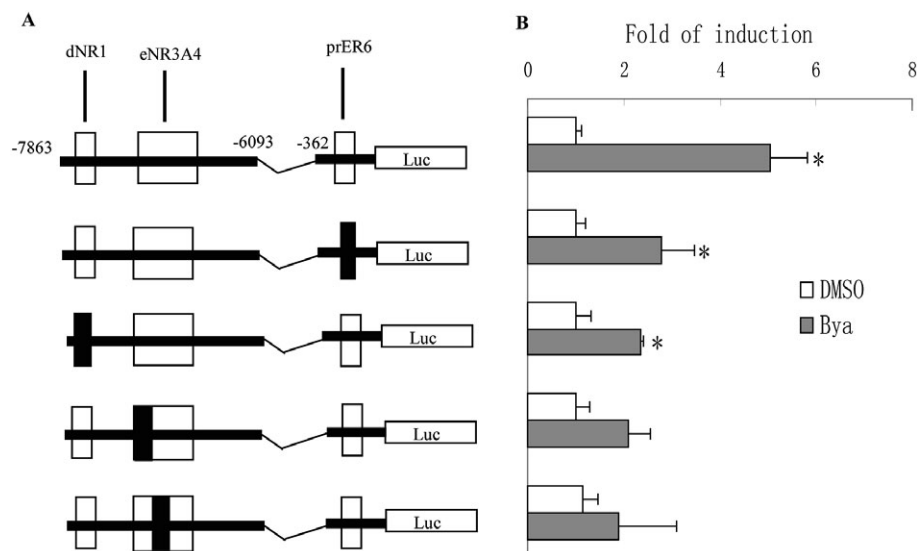 A
dNR1
eNR3A4
prER6
-7863
-6093
-362
Luc
Luc
Luc
Luc
Luc
B
Fold of induction
0 2 4 6 8
*
*
*
DMSO
Bya